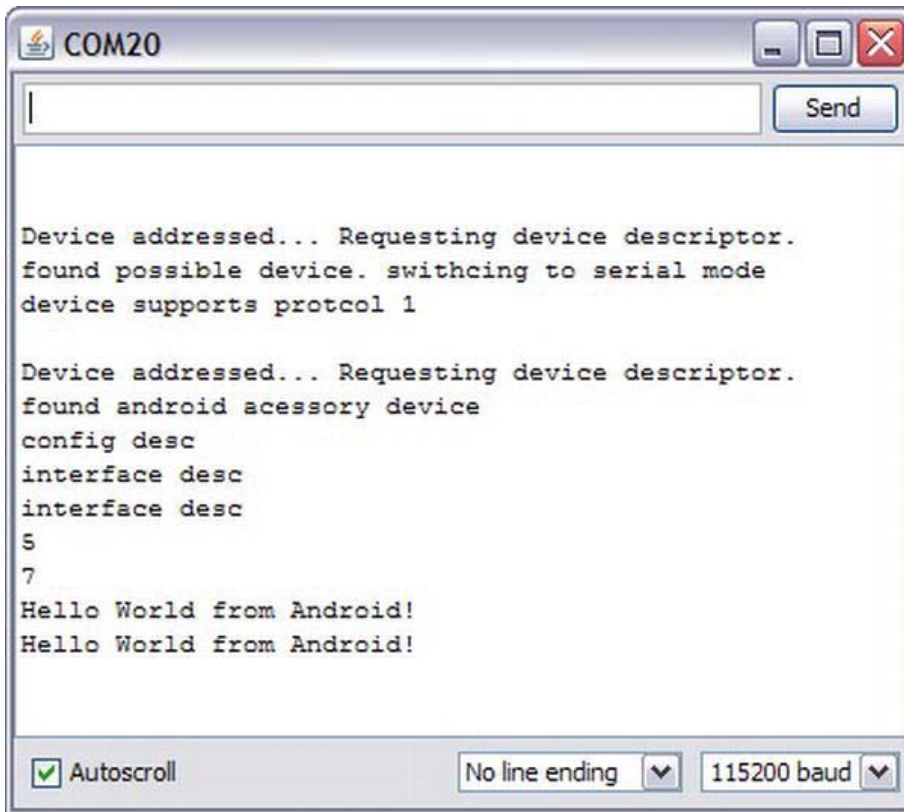 COM20
Send
Device addressed... Requesting device descriptor.
found possible device. swithcing to serial mode
device supports protcol 1
Device addressed... Requesting device descriptor.
found android acessory device
config desc
interface desc
interface desc
5
7
Hello World from Android!
Hello World from Android!
Autoscroll
No line ending
115200 baud